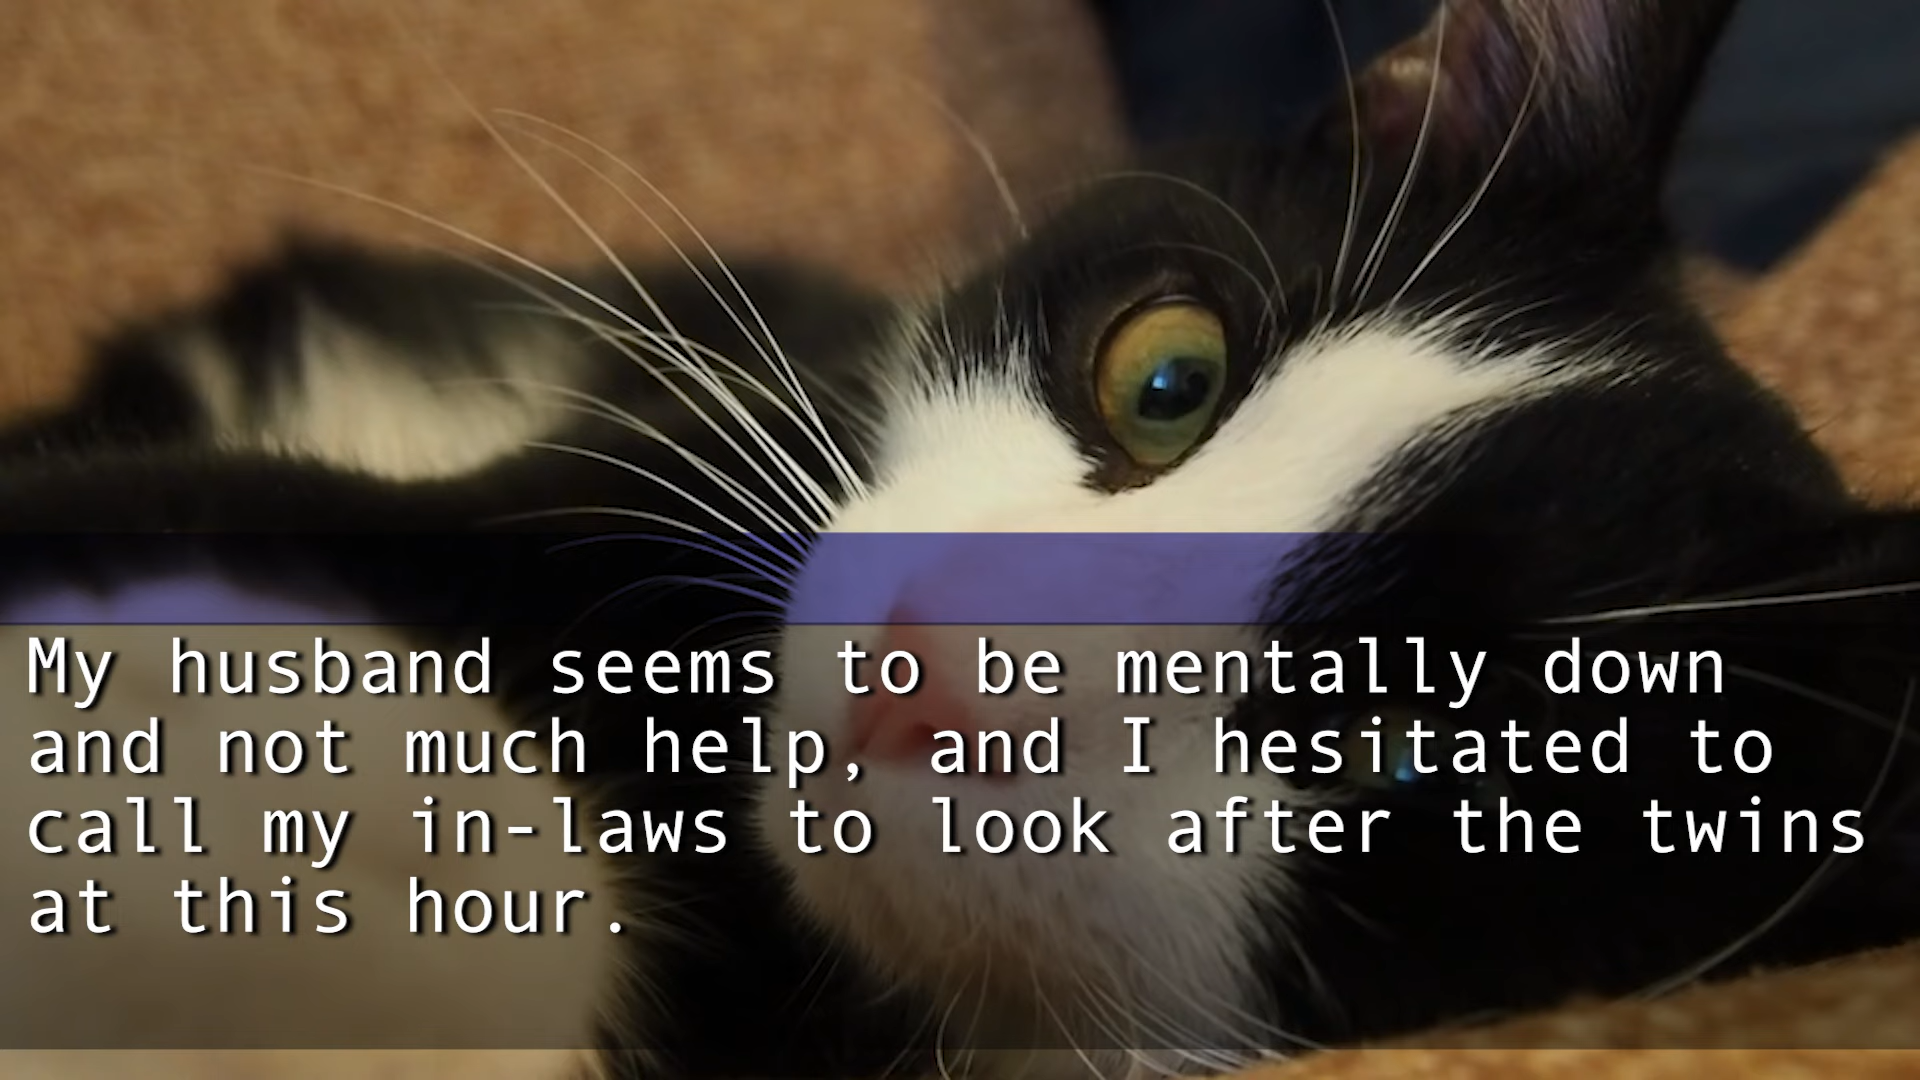 My husband seems to be mentally down
and not much help, and I hesitated to
call my in-laws to look after the twins
at this hour.